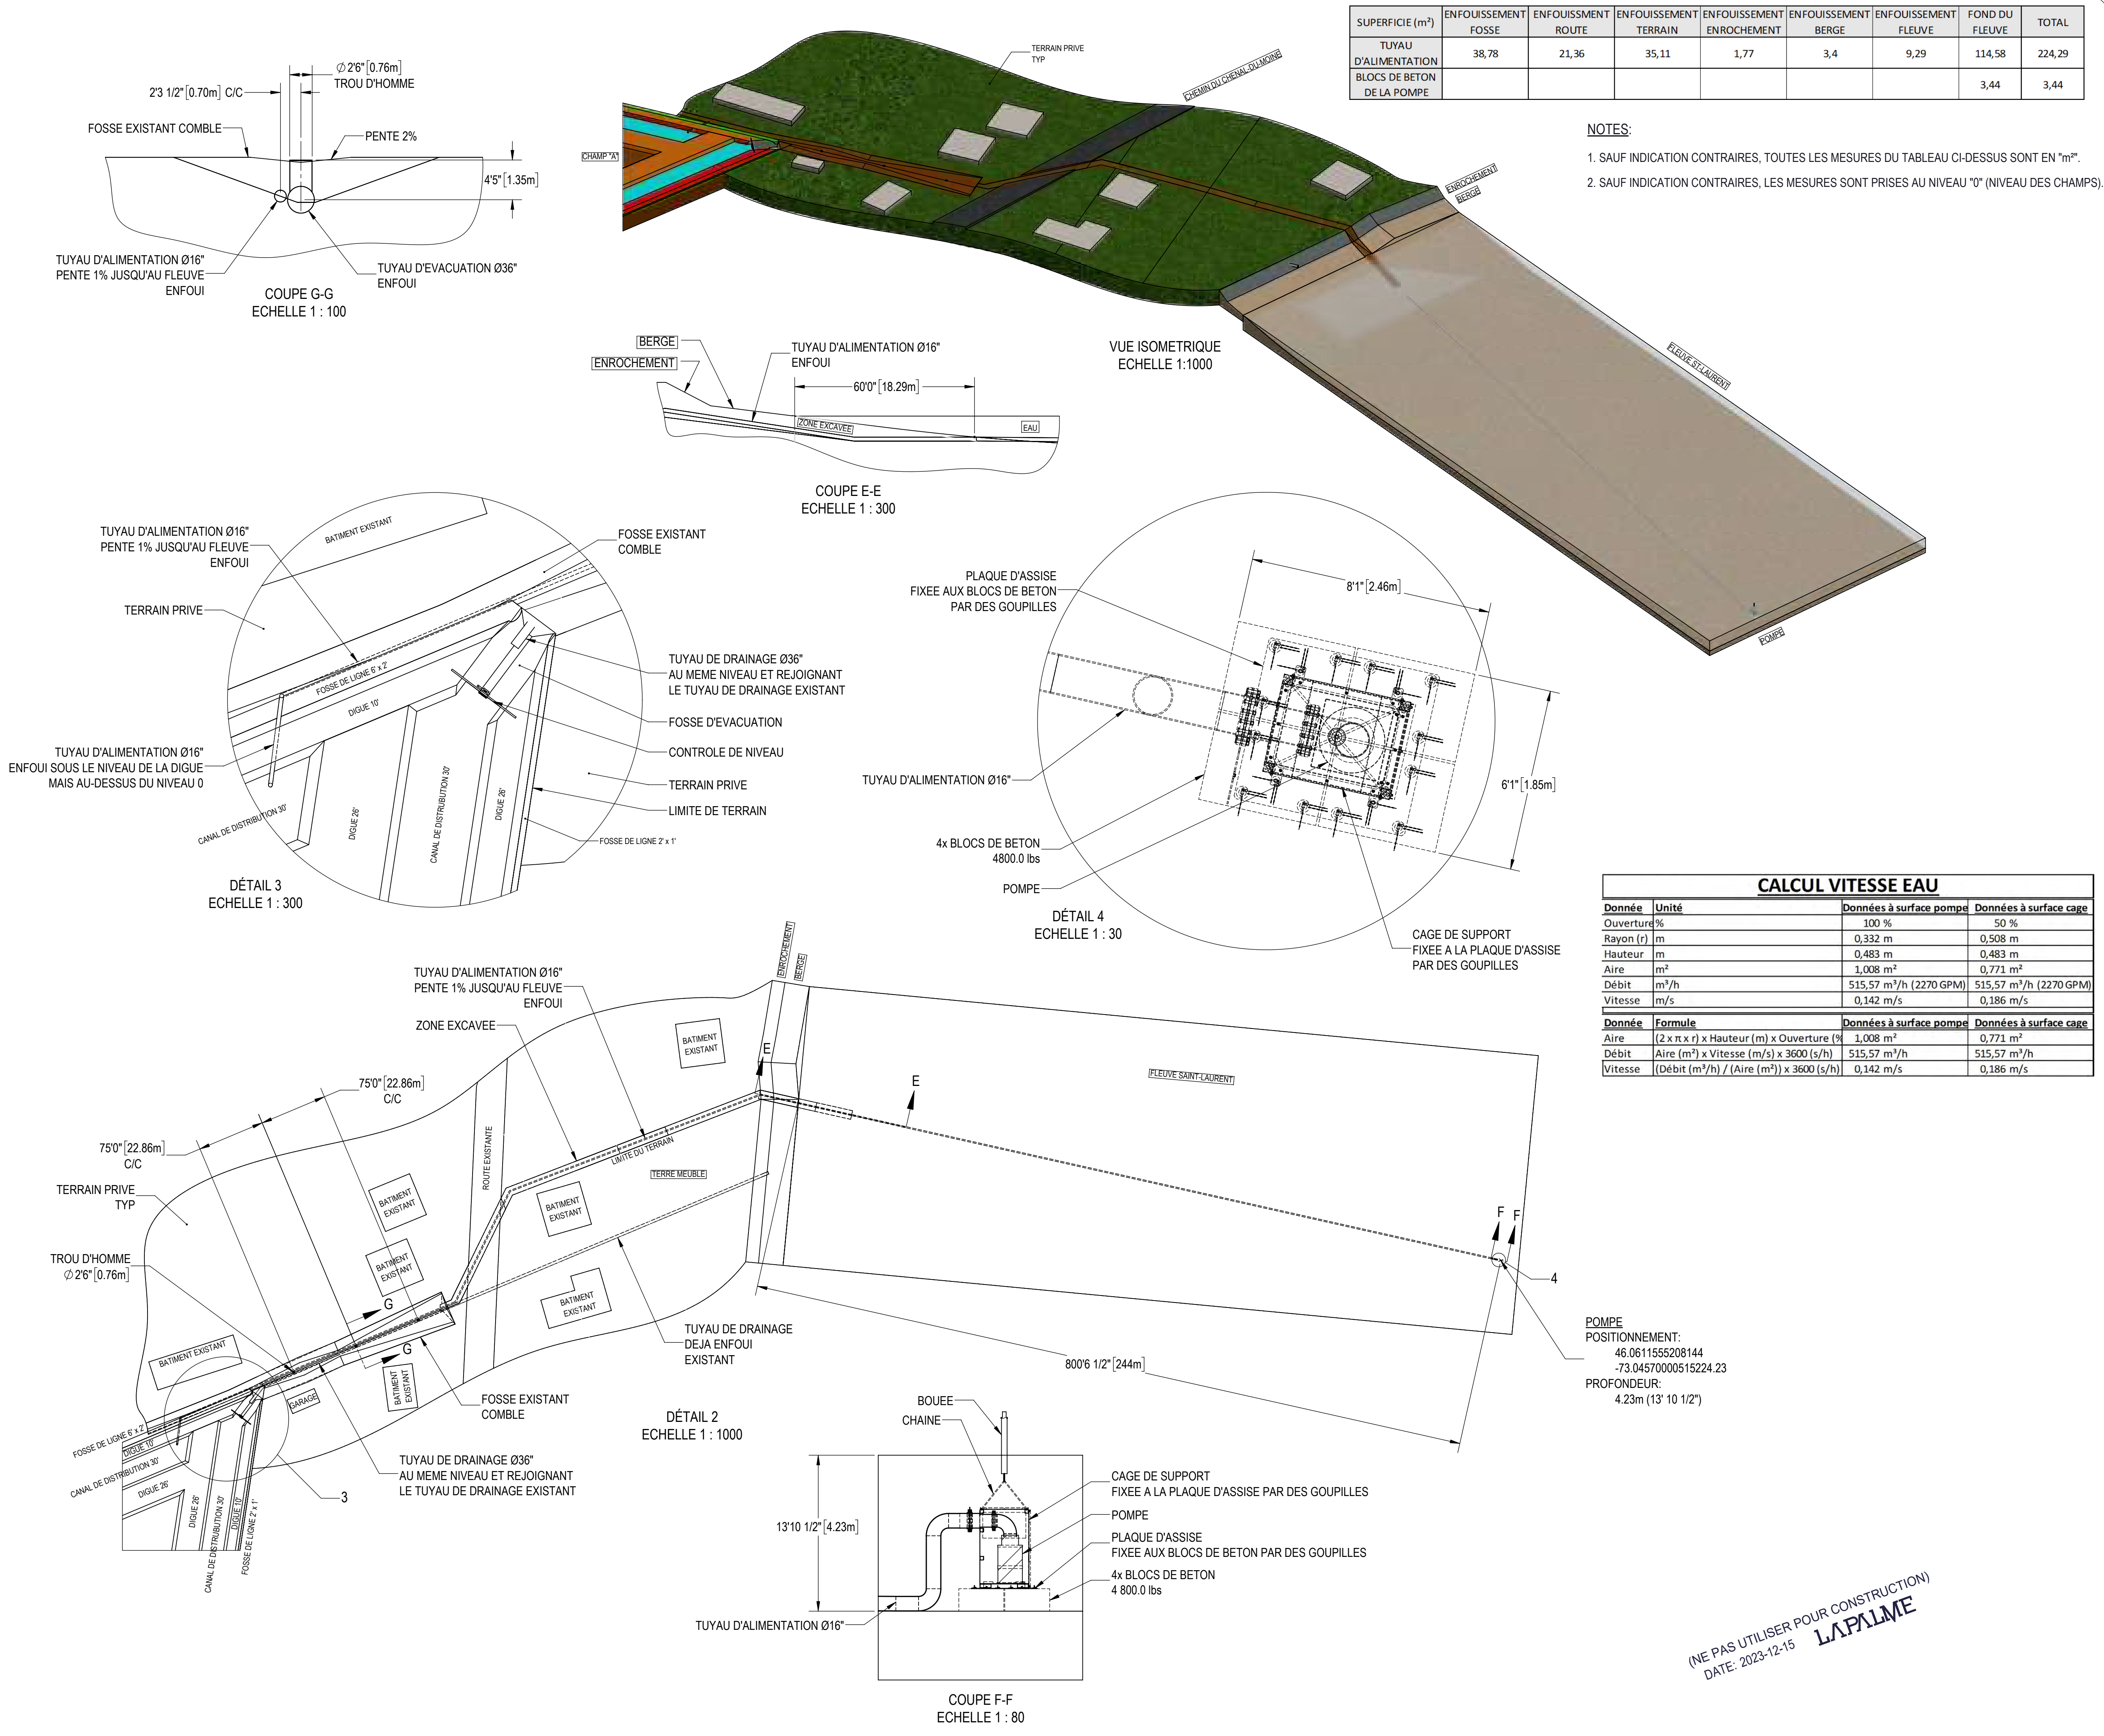 SUPERFICIE (m²) ENFOUISSEMENT FOSSE ENFOUISSMENT ROUTE ENFOUISSEMENT TERRAIN ENFOUISSEMENT ENROCHEMENT ENFOUISSEMENT BERGE ENFOUISSEMENT FLEUVE FOND DU FLEUVE TOTAL
TUYAU D'ALIMENTATION 38,78 21,36 35,11 1,77 3,4 9,29 114,58 224,29
BLOCS DE BETON DE LA POMPE 3,44 3,44
NOTES:
1. SAUF INDICATION CONTRAIRES, TOUTES LES MESURES DU TABLEAU CI-DESSUS SONT EN "m²".
2. SAUF INDICATION CONTRAIRES, LES MESURES SONT PRISES AU NIVEAU "0" (NIVEAU DES CHAMPS).
Ø 2'6" [0.76m]
TROU D'HOMME
2'3 1/2" [0.70m] C/C
FOSSE EXISTANT COMBLE
PENTE 2%
4'5" [1.35m]
TUYAU D'ALIMENTATION Ø16"
PENTE 1% JUSQU'AU FLEUVE
ENFOUI
TUYAU D'EVACUATION Ø36"
ENFOUI
COUPE G-G
ECHELLE 1 : 100
TERRAIN PRIVE
TYP
CHEMIN DU CHENAL-DU-MOINE
CHAMP "A"
ENROCHEMENT
BERGE
FLEUVE ST-LAURENT
POMPE
VUE ISOMETRIQUE
ECHELLE 1:1000
BERGE
ENROCHEMENT
TUYAU D'ALIMENTATION Ø16"
ENFOUI
60'0" [18.29m]
ZONE EXCAVEE
EAU
COUPE E-E
ECHELLE 1 : 300
TUYAU D'ALIMENTATION Ø16"
PENTE 1% JUSQU'AU FLEUVE
ENFOUI
BATIMENT EXISTANT
FOSSE EXISTANT
COMBLE
TERRAIN PRIVE
FOSSE DE LIGNE 6' x 2'
DIGUE 10'
TUYAU DE DRAINAGE Ø36"
AU MEME NIVEAU ET REJOIGNANT
LE TUYAU DE DRAINAGE EXISTANT
FOSSE D'EVACUATION
CONTROLE DE NIVEAU
TUYAU D'ALIMENTATION Ø16"
ENFOUI SOUS LE NIVEAU DE LA DIGUE
MAIS AU-DESSUS DU NIVEAU 0
TERRAIN PRIVE
LIMITE DE TERRAIN
CANAL DE DISTRIBUTION 30'
DIGUE 26'
CANAL DE DISTRUBUTION 30'
DIGUE 26'
FOSSE DE LIGNE 2' x 1'
DÉTAIL 3
ECHELLE 1 : 300
PLAQUE D'ASSISE
FIXEE AUX BLOCS DE BETON
PAR DES GOUPILLES
8'1" [2.46m]
TUYAU D'ALIMENTATION Ø16"
6'1" [1.85m]
4x BLOCS DE BETON
4800.0 lbs
POMPE
CAGE DE SUPPORT
FIXEE A LA PLAQUE D'ASSISE
PAR DES GOUPILLES
DÉTAIL 4
ECHELLE 1 : 30
CALCUL VITESSE EAU
Donnée Unité Données à surface pompe Données à surface cage
Ouverture % 100 % 50 %
Rayon (r) m 0,332 m 0,508 m
Hauteur m 0,483 m 0,483 m
Aire m² 1,008 m² 0,771 m²
Débit m³/h 515,57 m³/h (2270 GPM) 515,57 m³/h (2270 GPM)
Vitesse m/s 0,142 m/s 0,186 m/s
Donnée Formule Données à surface pompe Données à surface cage
Aire (2 x π x r) x Hauteur (m) x Ouverture (% 1,008 m² 0,771 m²
Débit Aire (m²) x Vitesse (m/s) x 3600 (s/h) 515,57 m³/h 515,57 m³/h
Vitesse (Débit (m³/h) / (Aire (m²)) x 3600 (s/h) 0,142 m/s 0,186 m/s
TUYAU D'ALIMENTATION Ø16"
PENTE 1% JUSQU'AU FLEUVE
ENFOUI
ZONE EXCAVEE
ENROCHEMENT
BERGE
BATIMENT
EXISTANT
E
E
FLEUVE SAINT-LAURENT
75'0" [22.86m]
C/C
75'0" [22.86m]
C/C
ROUTE EXISTANTE
LIMITE DU TERRAIN
TERRE MEUBLE
TERRAIN PRIVE
TYP
BATIMENT
EXISTANT
BATIMENT
EXISTANT
F F
TROU D'HOMME
Ø 2'6" [0.76m]
BATIMENT
EXISTANT
4
BATIMENT
EXISTANT
G
G
TUYAU DE DRAINAGE
DEJA ENFOUI
EXISTANT
POMPE
POSITIONNEMENT:
46.0611555208144
-73.04570000515224.23
PROFONDEUR:
4.23m (13' 10 1/2")
800'6 1/2" [244m]
BATIMENT EXISTANT
GARAGE
BATIMENT
EXISTANT
FOSSE EXISTANT
COMBLE
DÉTAIL 2
ECHELLE 1 : 1000
FOSSE DE LIGNE 6' x 2'
DIGUE 10'
CANAL DE DISTRIBUTION 30'
DIGUE 26'
DIGUE 26'
CANAL DE DISTRUBUTION 30'
DIGUE 10'
FOSSE DE LIGNE 2' x 1'
3
TUYAU DE DRAINAGE Ø36"
AU MEME NIVEAU ET REJOIGNANT
LE TUYAU DE DRAINAGE EXISTANT
BOUEE
CHAINE
CAGE DE SUPPORT
FIXEE A LA PLAQUE D'ASSISE PAR DES GOUPILLES
POMPE
13'10 1/2" [4.23m]
PLAQUE D'ASSISE
FIXEE AUX BLOCS DE BETON PAR DES GOUPILLES
4x BLOCS DE BETON
4 800.0 lbs
TUYAU D'ALIMENTATION Ø16"
COUPE F-F
ECHELLE 1 : 80
(NE PAS UTILISER POUR CONSTRUCTION)
DATE: 2023-12-15 LAPALME